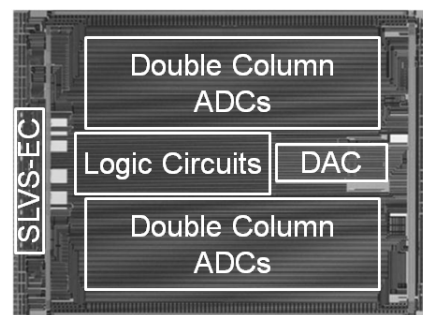 Double Column
ADCs
SLVS-EC
Logic Circuits
DAC
Double Column
ADCs